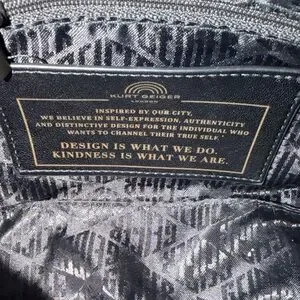 KURT GEIGER
LONDON
INSPIRED BY OUR CITY,
WE BELIEVE IN SELF-EXPRESSION, AUTHENTICITY
AND DISTINCTIVE DESIGN FOR THE INDIVIDUAL WHO
WANTS TO CHANNEL THEIR TRUE SELF.
DESIGN IS WHAT WE DO.
KINDNESS IS WHAT WE ARE.